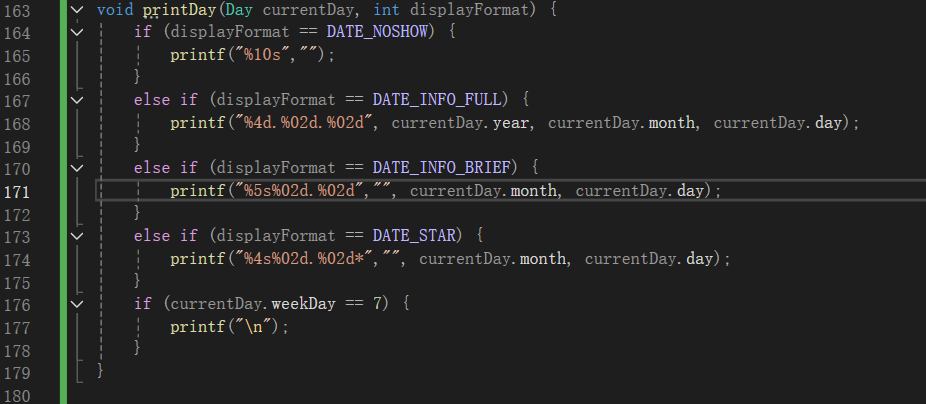 163 void printDay(Day currentDay, int displayFormat) {
164 if (displayFormat == DATE_NOSHOW) {
165 printf("%10s","");
166 }
167 else if (displayFormat == DATE_INFO_FULL) {
168 printf("%4d.%02d.%02d", currentDay.year, currentDay.month, currentDay.day);
169 }
170 else if (displayFormat == DATE_INFO_BRIEF) {
171 printf("%5s%02d.%02d","", currentDay.month, currentDay.day);
172 }
173 else if (displayFormat == DATE_STAR) {
174 printf("%4s%02d.%02d*","", currentDay.month, currentDay.day);
175 }
176 if (currentDay.weekDay == 7) {
177 printf("\n");
178 }
179 }
180